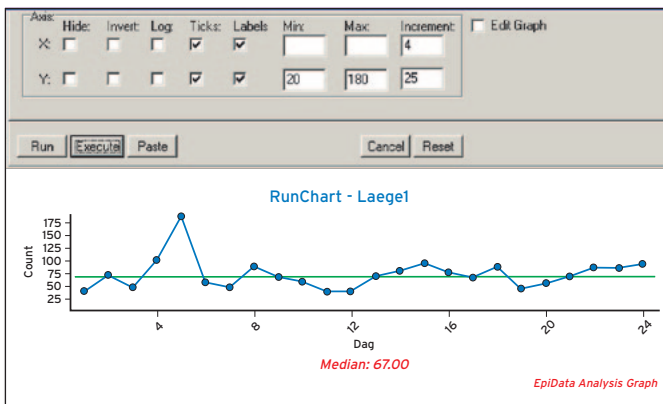 Axis:
Hide: Invert: Log: Ticks: Labels Min: Max: Increment: Edit Graph
X: 4
Y: 20 180 25
Run Execute Paste Cancel Reset
RunChart - Laege1
Count
175
150
125
100
75
50
25
4 8 12 16 20 24
Dag
Median: 67.00
EpiData Analysis Graph